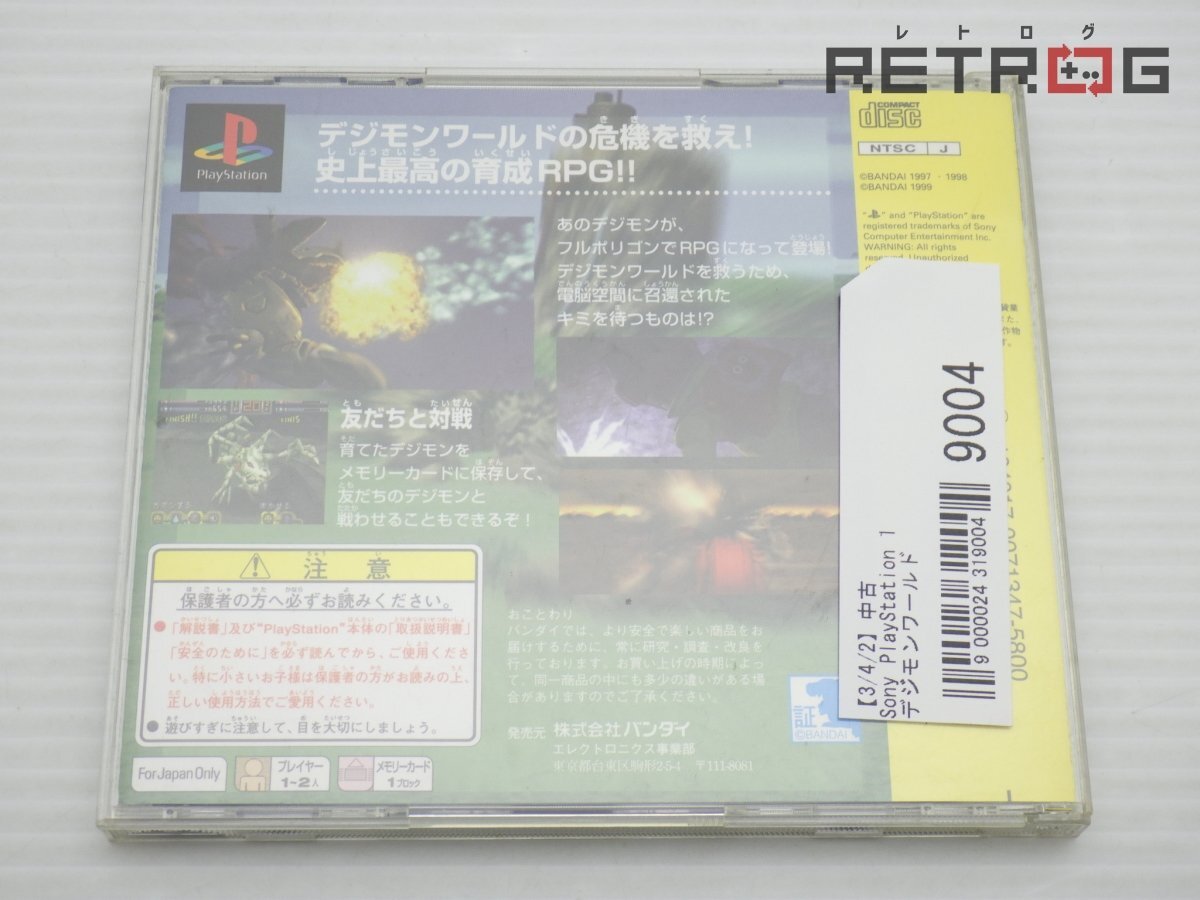 レトログ
RETROG
PlayStation
デジモンワールドの危機を救え!
史上最高の育成RPG!!
あのデジモンが、
フルポリゴンでRPGになって登場!
デジモンワールドを救うため、
電脳空間に召還された
キミを待つものは!?
友だちと対戦
育てたデジモンを
メモリーカードに保存して、
友だちのデジモンと
戦わせることもできるぞ!
注意
保護者の方へ必ずお読みください。
●「解説書」及び"PlayStation"本体の「取扱説明書」
「安全のために」を必ず読んでから、ご使用くださ
い。特に小さいお子様は保護者の方がお読みの上、
正しい使用方法でご愛用ください。
●遊びすぎに注意して、目を大切にしましょう。
For Japan Only
プレイヤー
1~2人
メモリーカード
1ブロック
おことわり
バンダイでは、より安全で楽しい商品をお
届けするために、常に研究・調査・改良を
行っております。お買い上げの時期によっ
て、同一商品の中にも多少の違いがある場
合がありますのでご了承ください。
発売元 株式会社バンダイ
エレクトロニクス事業部
東京都台東区駒形2-5-4 〒111-8081
証
©BANDAI
COMPACT
disc
NTSC J
©BANDAI 1997・1998
©BANDAI 1999
" " and "PlayStation" are
registered trademarks of Sony
Computer Entertainment Inc.
WARNING: All rights
reserved. Unauthorized
【3/4/2】中古
Sony PlayStation 1
デジモンワールド
9 000024 319004
9004